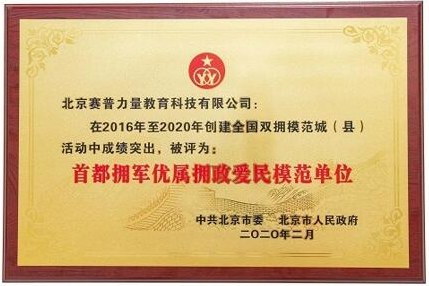 北京赛普力量教育科技有限公司：
在2016年至2020年创建全国双拥模范城（县）
活动中成绩突出，被评为：
首都拥军优属拥政爱民模范单位
中共北京市委 北京市人民政府
二〇二〇年二月